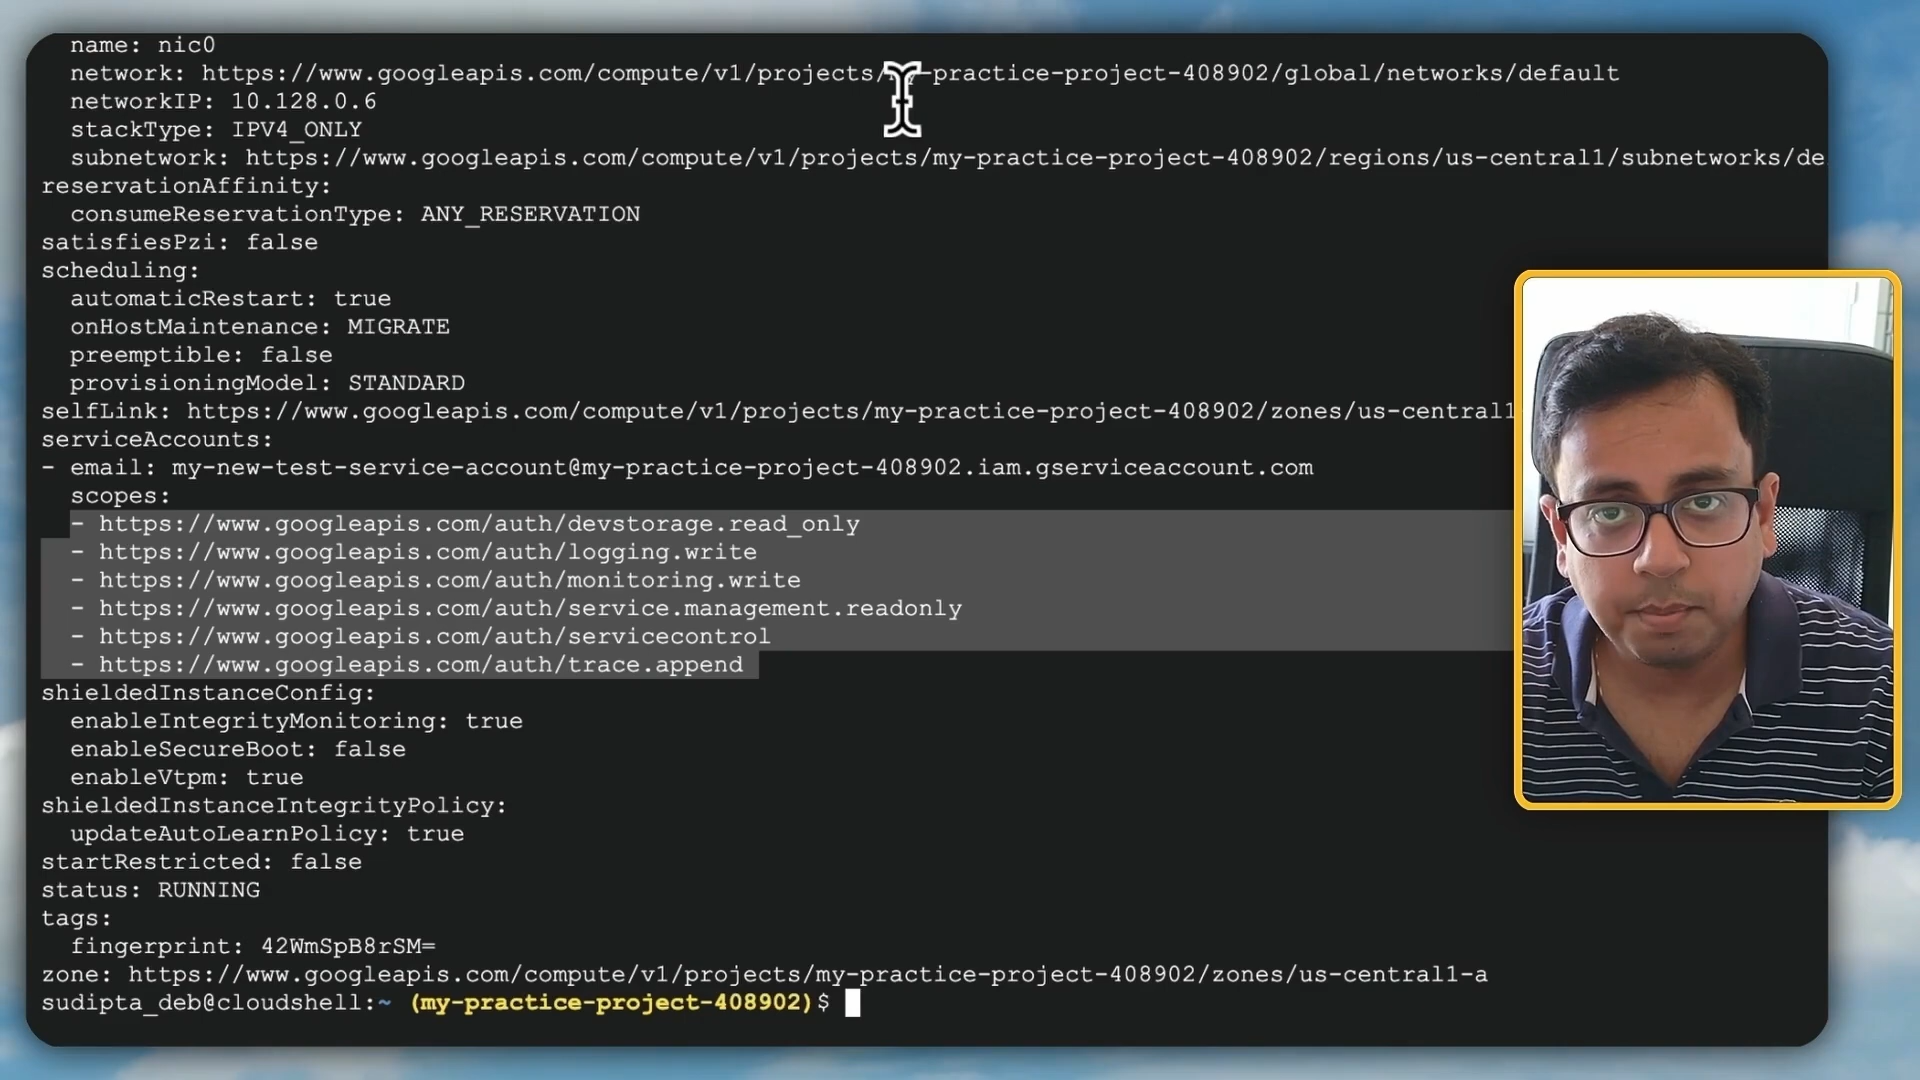 name: nic0
network: https://www.googleapis.com/compute/v1/projects/my-practice-project-408902/global/networks/default
networkIP: 10.128.0.6
stackType: IPV4_ONLY
subnetwork: https://www.googleapis.com/compute/v1/projects/my-practice-project-408902/regions/us-central1/subnetworks/de
reservationAffinity:
consumeReservationType: ANY_RESERVATION
satisfiesPzi: false
scheduling:
automaticRestart: true
onHostMaintenance: MIGRATE
preemptible: false
provisioningModel: STANDARD
selfLink: https://www.googleapis.com/compute/v1/projects/my-practice-project-408902/zones/us-central1
serviceAccounts:
- email: my-new-test-service-account@my-practice-project-408902.iam.gserviceaccount.com
scopes:
- https://www.googleapis.com/auth/devstorage.read_only
- https://www.googleapis.com/auth/logging.write
- https://www.googleapis.com/auth/monitoring.write
- https://www.googleapis.com/auth/service.management.readonly
- https://www.googleapis.com/auth/servicecontrol
- https://www.googleapis.com/auth/trace.append
shieldedInstanceConfig:
enableIntegrityMonitoring: true
enableSecureBoot: false
enableVtpm: true
shieldedInstanceIntegrityPolicy:
updateAutoLearnPolicy: true
startRestricted: false
status: RUNNING
tags:
fingerprint: 42WmSpB8rSM=
zone: https://www.googleapis.com/compute/v1/projects/my-practice-project-408902/zones/us-central1-a
sudipta_deb@cloudshell:~ (my-practice-project-408902)$